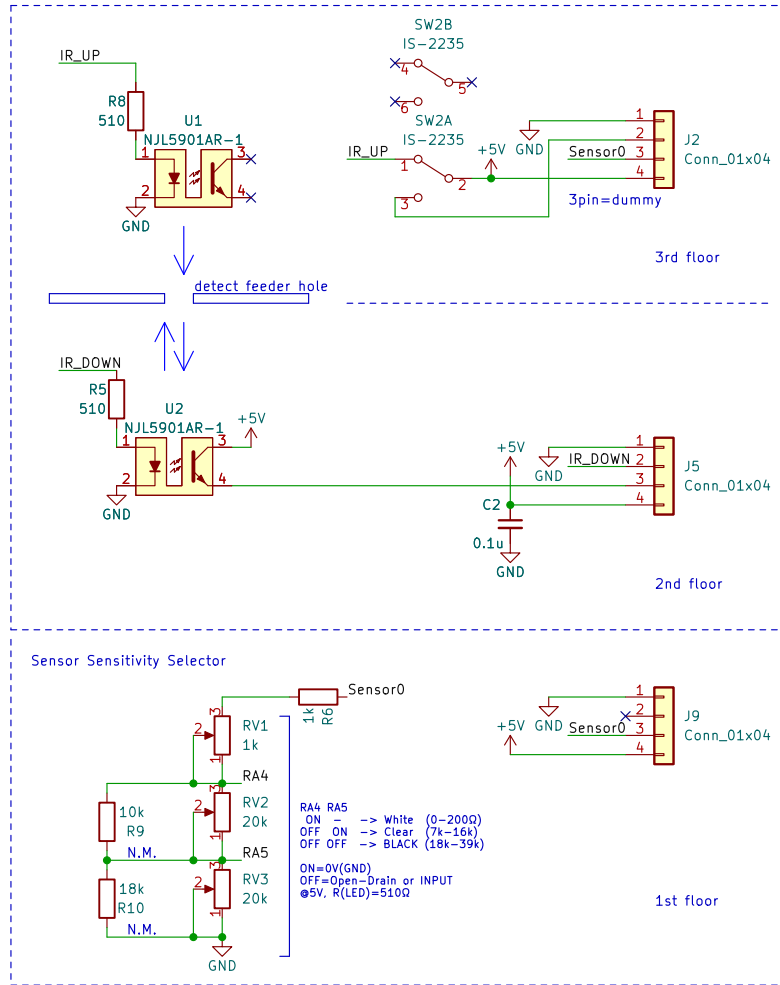 SW2B
IS-2235
IR_UP
4
5
6
R8
510
U1
NJL5901AR-1
1
2
3
4
GND
SW2A
IS-2235
IR_UP
1
2
3
+5V
GND
1
2
Sensor0
3
4
J2
Conn_01x04
3pin=dummy
3rd floor
detect feeder hole
IR_DOWN
R5
510
U2
NJL5901AR-1
1
2
3
4
+5V
GND
+5V
GND
IR_DOWN
1
2
3
4
J5
Conn_01x04
C2
0.1u
GND
2nd floor
Sensor Sensitivity Selector
Sensor0
1k
R6
3
2
1
RV1
1k
RA4
10k
R9
N.M.
3
2
1
RV2
20k
RA5
18k
R10
N.M.
3
2
1
RV3
20k
GND
RA4 RA5
ON - -> White (0-200Ω)
OFF ON -> Clear (7k-16k)
OFF OFF -> BLACK (18k-39k)
ON=0V(GND)
OFF=Open-Drain or INPUT
@5V, R(LED)=510Ω
+5V
GND
Sensor0
1
2
3
4
J9
Conn_01x04
1st floor